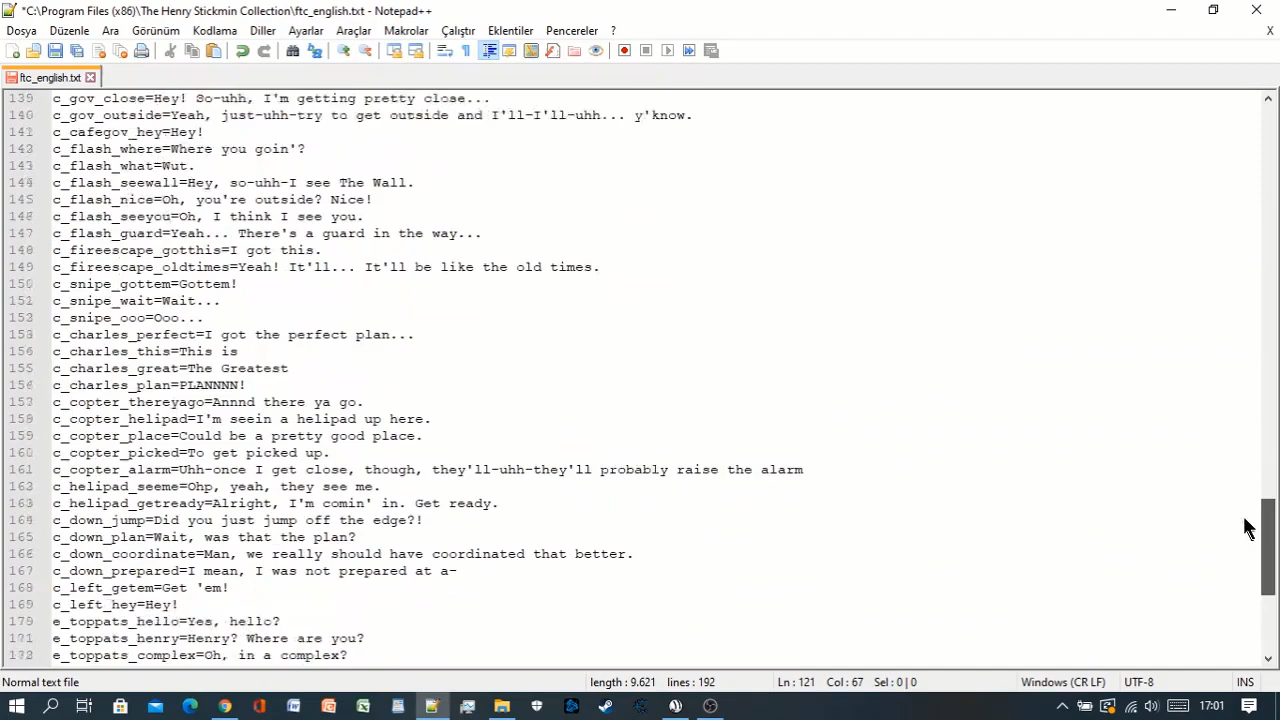 *C:\Program Files (x86)\The Henry Stickmin Collection\ftc_english.txt - Notepad++
Dosya Düzenle Ara Görünüm Kodlama Diller Ayarlar Araçlar Makrolar Çalıştır Eklentiler Pencereler ? X
ftc_english.txt
139 c_gov_close=Hey! So-uhh, I'm getting pretty close...
140 c_gov_outside=Yeah, just-uhh-try to get outside and I'll-I'll-uhh... y'know.
141 c_cafegov_hey=Hey!
142 c_flash_where=Where you goin'?
143 c_flash_what=Wut.
144 c_flash_seewall=Hey, so-uhh-I see The Wall.
145 c_flash_nice=Oh, you're outside? Nice!
146 c_flash_seeyou=Oh, I think I see you.
147 c_flash_guard=Yeah... There's a guard in the way...
148 c_fireescape_gotthis=I got this.
149 c_fireescape_oldtimes=Yeah! It'll... It'll be like the old times.
150 c_snipe_gottem=Gottem!
c_snipe_wait=Wait...
c_snipe_ooo=Ooo...
c_charles_perfect=I got the perfect plan...
c_charles_this=This is
155 c_charles_great=The Greatest
156 c_charles_plan=PLANNNN!
c_copter_thereyago=Annnd there ya go.
c_copter_helipad=I'm seein a helipad up here.
159 c_copter_place=Could be a pretty good place.
160 c_copter_picked=To get picked up.
161 c_copter_alarm=Uhh-once I get close, though, they'll-uhh-they'll probably raise the alarm
c_helipad_seeme=Ohp, yeah, they see me.
163 c_helipad_getready=Alright, I'm comin' in. Get ready.
164 c_down_jump=Did you just jump off the edge?!
165 c_down_plan=Wait, was that the plan?
166 c_down_coordinate=Man, we really should have coordinated that better.
167 c_down_prepared=I mean, I was not prepared at a-
168 c_left_getem=Get 'em!
169 c_left_hey=Hey!
e_toppats_hello=Yes, hello?
e_toppats_henry=Henry? Where are you?
e_toppats_complex=Oh, in a complex?
Normal text file length : 9.621 lines : 192 Ln : 121 Col : 67 Sel : 0 | 0 Windows (CR LF) UTF-8 INS
17:01